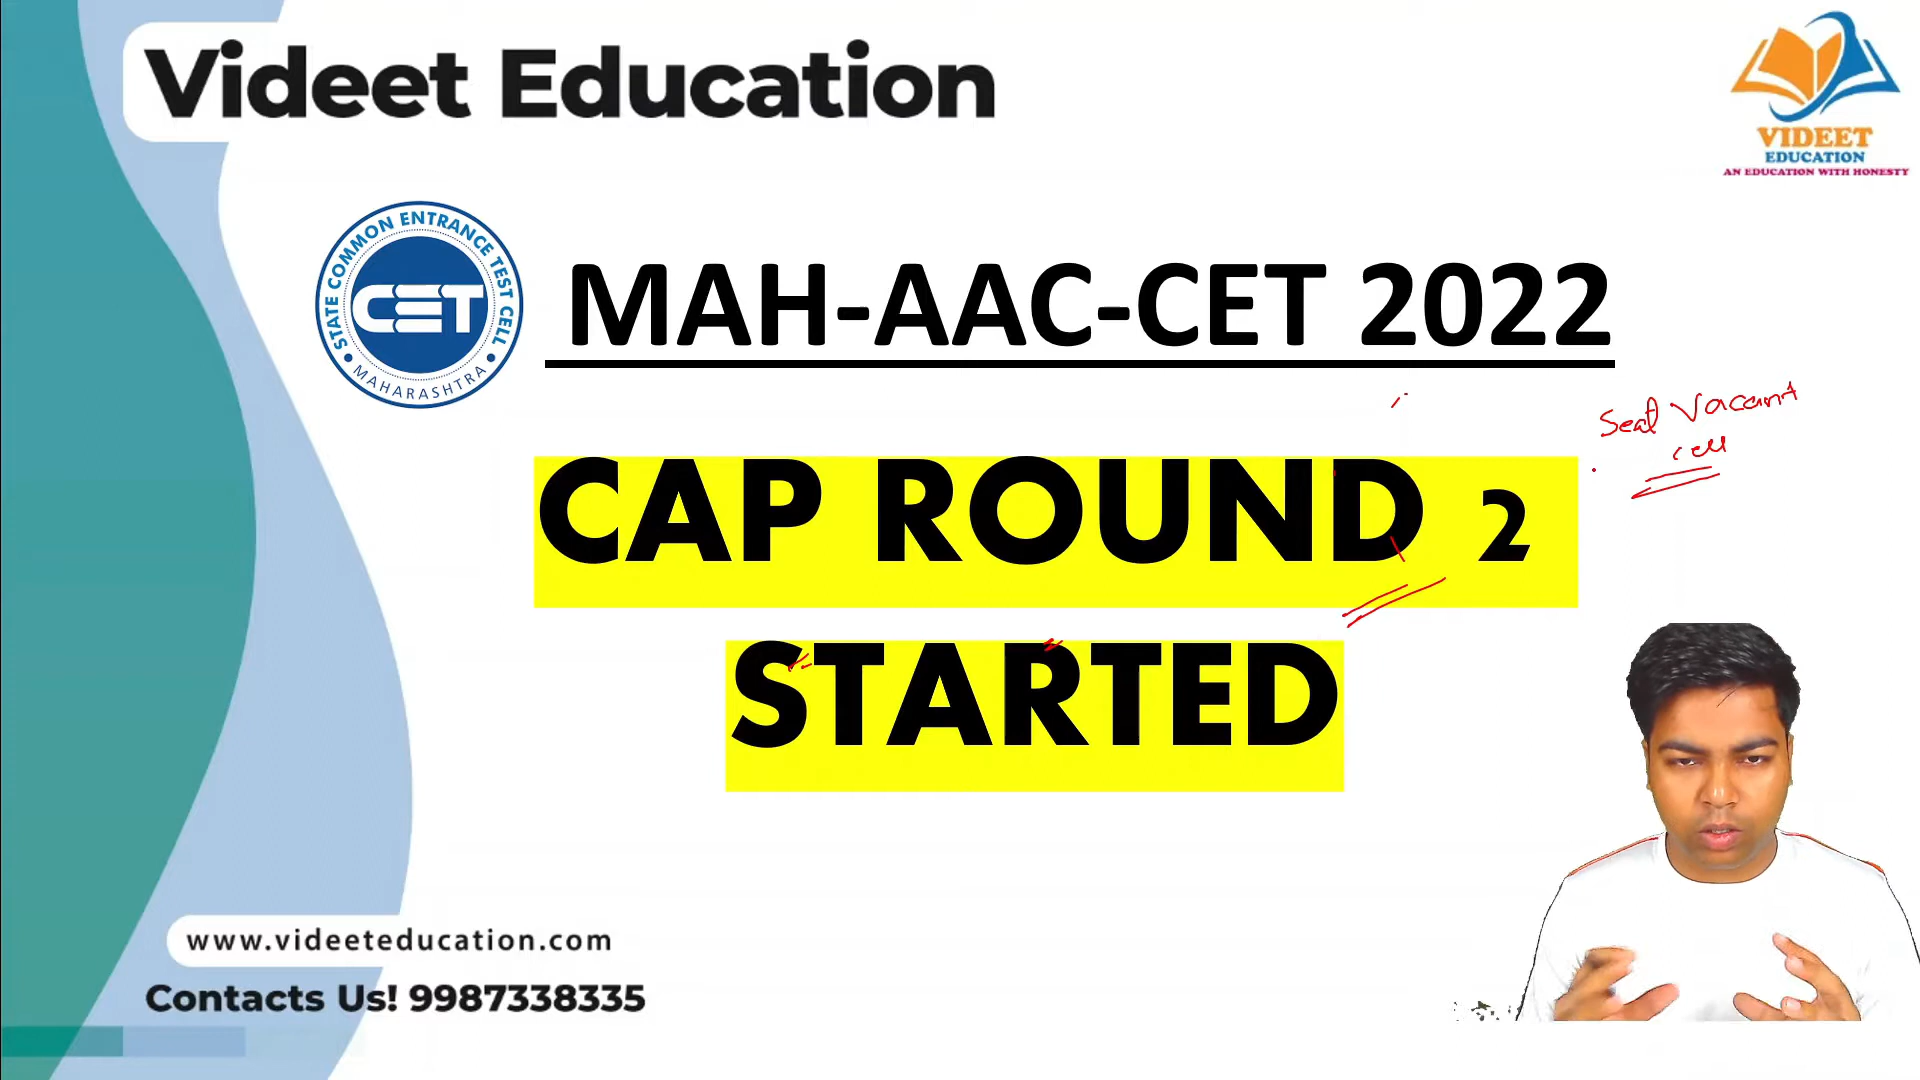 Videet Education
VIDEET
EDUCATION
AN EDUCATION WITH HONESTY
STATE COMMON ENTRANCE TEST CELL
CET
MAHARASHTRA
MAH-AAC-CET 2022
Seat Vacant
cell
CAP ROUND 2
STARTED
www.videeteducation.com
Contacts Us! 9987338335